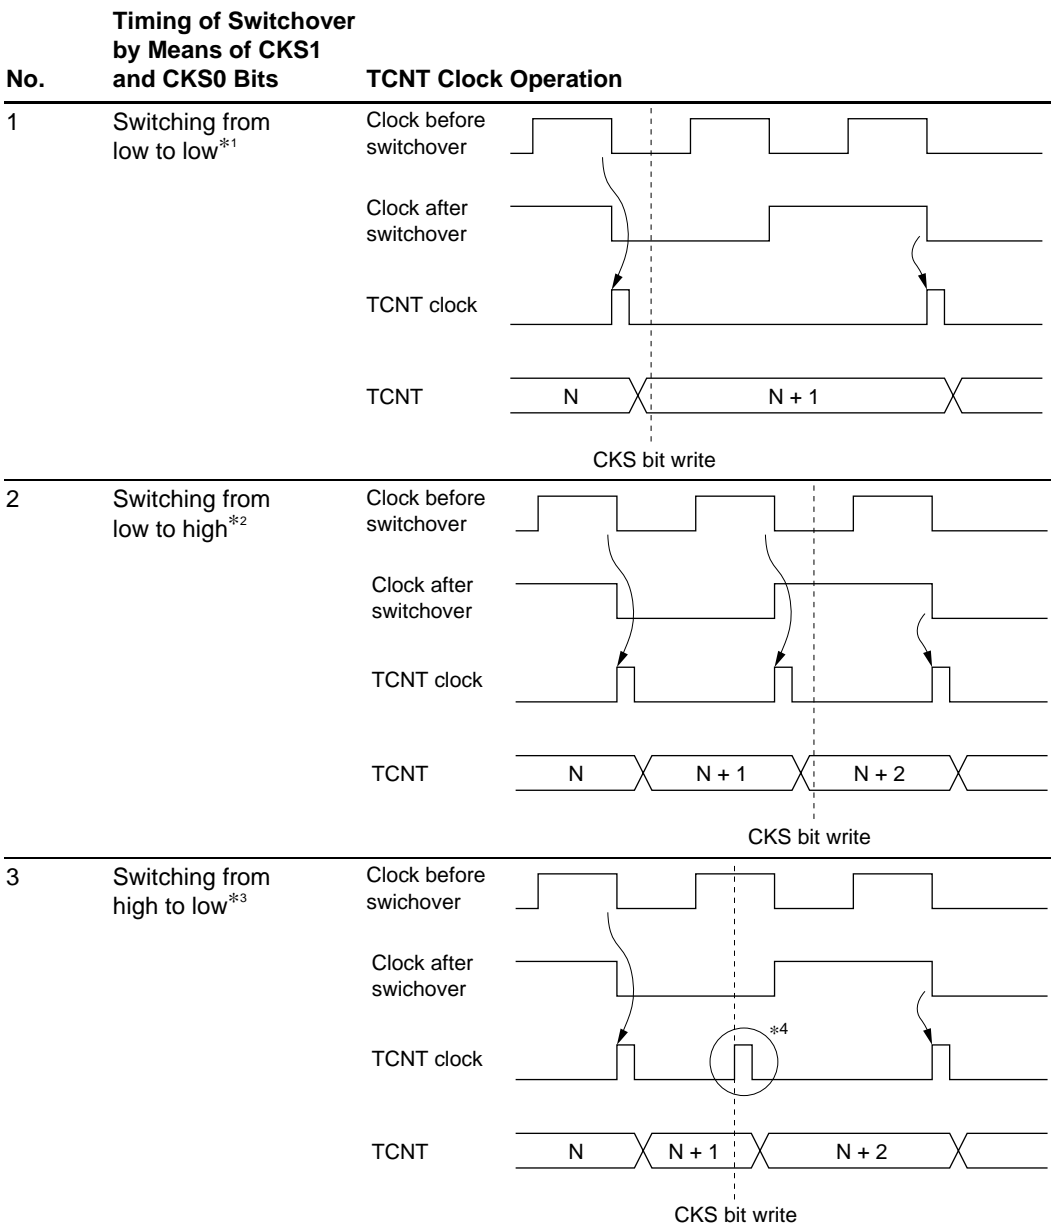 Timing of Switchover
by Means of CKS1
No. and CKS0 Bits TCNT Clock Operation
1 Switching from
low to low*1
Clock before
switchover
Clock after
switchover
TCNT clock
TCNT N N + 1
CKS bit write
2 Switching from
low to high*2
Clock before
switchover
Clock after
switchover
TCNT clock
TCNT N N + 1 N + 2
CKS bit write
3 Switching from
high to low*3
Clock before
swichover
Clock after
swichover
*4
TCNT clock
TCNT N N + 1 N + 2
CKS bit write